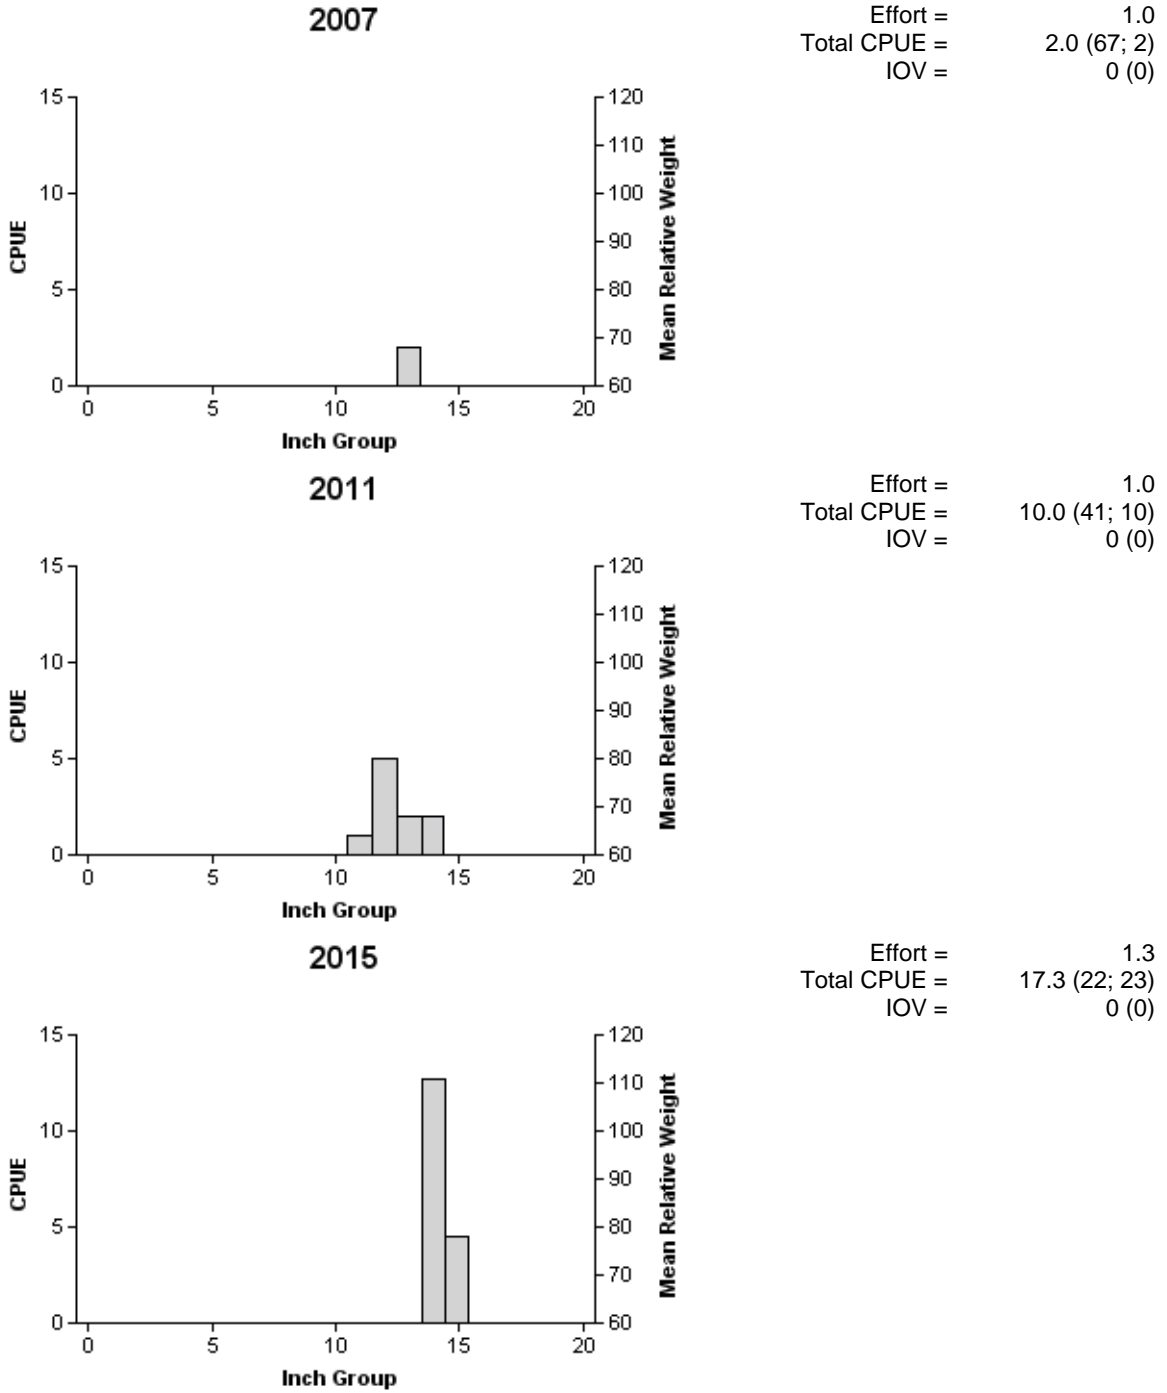 2007
Effort = 1.0
Total CPUE = 2.0 (67; 2)
IOV = 0 (0)
15
10
5
0
CPUE
120
110
100
90
80
70
60
Mean Relative Weight
0 5 10 15 20
Inch Group
2011
Effort = 1.0
Total CPUE = 10.0 (41; 10)
IOV = 0 (0)
15
10
5
0
CPUE
120
110
100
90
80
70
60
Mean Relative Weight
0 5 10 15 20
Inch Group
2015
Effort = 1.3
Total CPUE = 17.3 (22; 23)
IOV = 0 (0)
15
10
5
0
CPUE
120
110
100
90
80
70
60
Mean Relative Weight
0 5 10 15 20
Inch Group